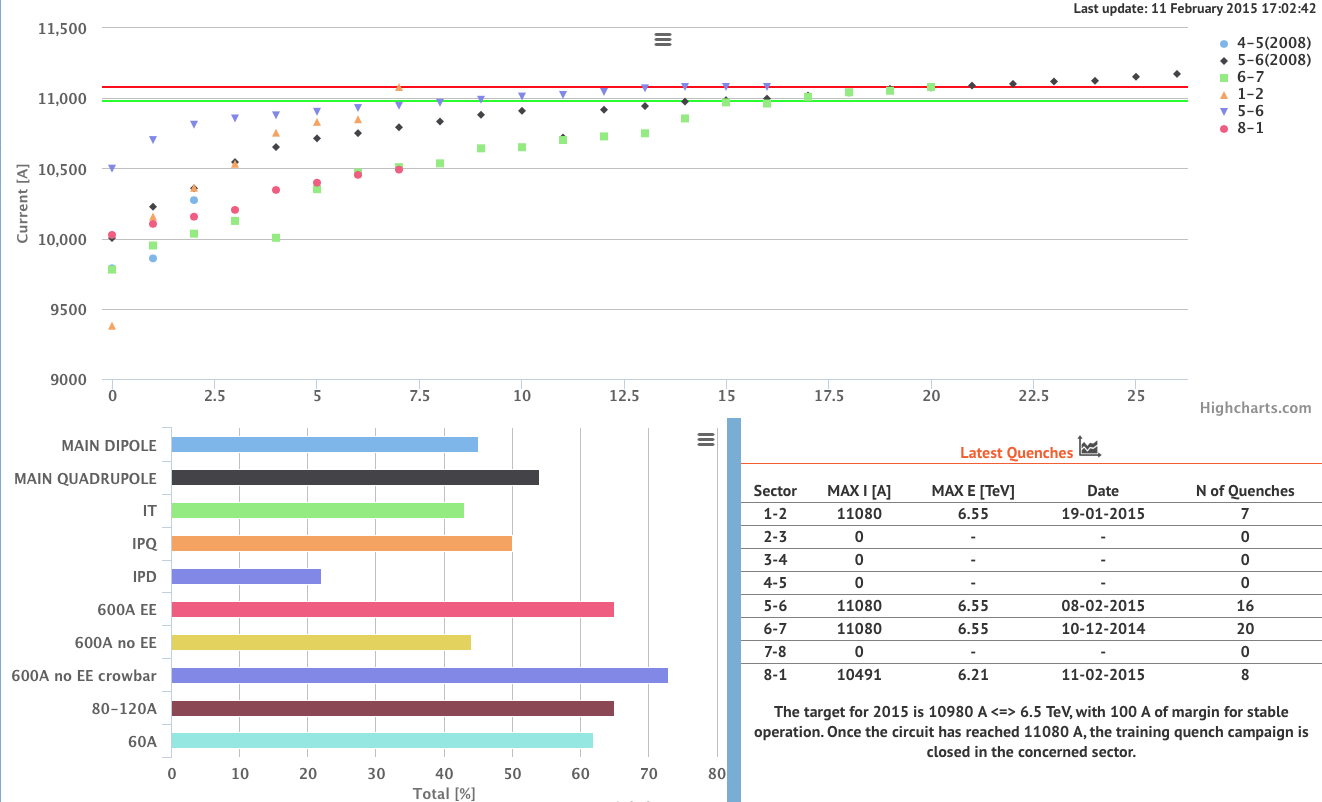 Last update: 11 February 2015 17:02:42
11,500
11,000
10,500
10,000
9500
9000
Current [A]
0 2.5 5 7.5 10 12.5 15 17.5 20 22.5 25
4-5(2008)
5-6(2008)
6-7
1-2
5-6
8-1
Highcharts.com
MAIN DIPOLE
MAIN QUADRUPOLE
IT
IPQ
IPD
600A EE
600A no EE
600A no EE crowbar
80-120A
60A
0 10 20 30 40 50 60 70 80
Total [%]
Latest Quenches
Sector MAX I [A] MAX E [TeV] Date N of Quenches
1-2 11080 6.55 19-01-2015 7
2-3 0 - - 0
3-4 0 - - 0
4-5 0 - - 0
5-6 11080 6.55 08-02-2015 16
6-7 11080 6.55 10-12-2014 20
7-8 0 - - 0
8-1 10491 6.21 11-02-2015 8
The target for 2015 is 10980 A <=> 6.5 TeV, with 100 A of margin for stable
operation. Once the circuit has reached 11080 A, the training quench campaign is
closed in the concerned sector.